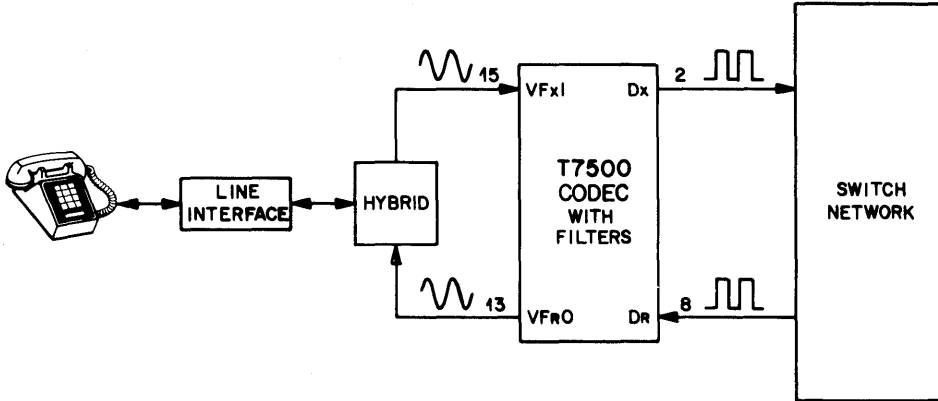 15
2
VFxI
Dx
T7500
CODEC
WITH
FILTERS
LINE
INTERFACE
HYBRID
SWITCH
NETWORK
13
8
VFRO
DR